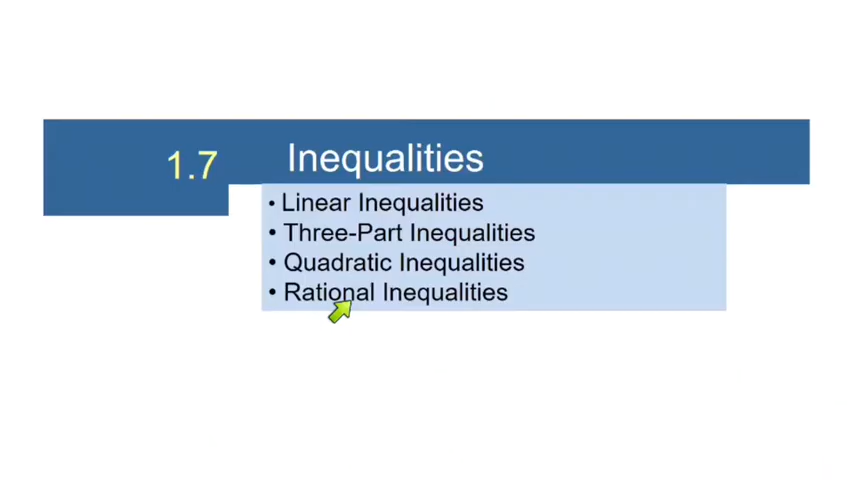 1.7 Inequalities
• Linear Inequalities
• Three-Part Inequalities
• Quadratic Inequalities
• Rational Inequalities